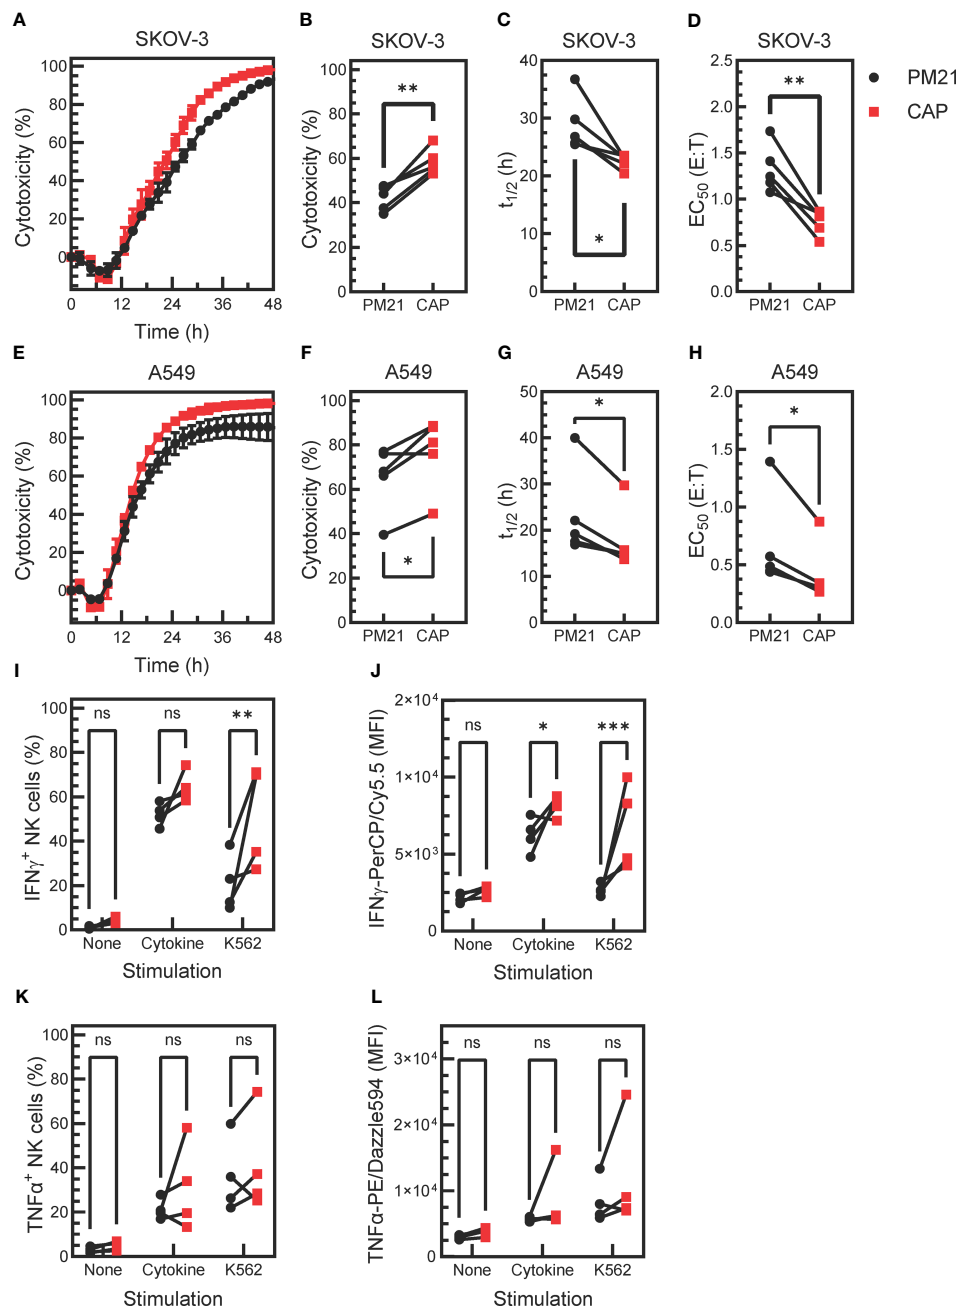 A
SKOV-3
Cytotoxicity (%)
100
80
60
40
20
0
0 12 24 36 48
Time (h)
B
SKOV-3
**
Cytotoxicity (%)
100
80
60
40
20
0
PM21 CAP
C
SKOV-3
t1/2 (h)
40
30
20
10
0
*
PM21 CAP
D
SKOV-3
**
EC50 (E:T)
2.5
2.0
1.5
1.0
0.5
0.0
PM21 CAP
PM21
CAP
E
A549
Cytotoxicity (%)
100
80
60
40
20
0
0 12 24 36 48
Time (h)
F
A549
Cytotoxicity (%)
100
80
60
40
20
0
*
PM21 CAP
G
A549
*
t1/2 (h)
50
40
30
20
10
0
PM21 CAP
H
A549
*
EC50 (E:T)
2.0
1.5
1.0
0.5
0.0
PM21 CAP
I
ns ns **
IFNγ+ NK cells (%)
100
80
60
40
20
0
None Cytokine K562
Stimulation
J
ns * ***
IFNγ-PerCP/Cy5.5 (MFI)
2×10⁴
1×10⁴
5×10³
0
None Cytokine K562
Stimulation
K
ns ns ns
TNFα+ NK cells (%)
100
80
60
40
20
0
None Cytokine K562
Stimulation
L
ns ns ns
TNFα-PE/Dazzle594 (MFI)
3×10⁴
2×10⁴
1×10⁴
0
None Cytokine K562
Stimulation